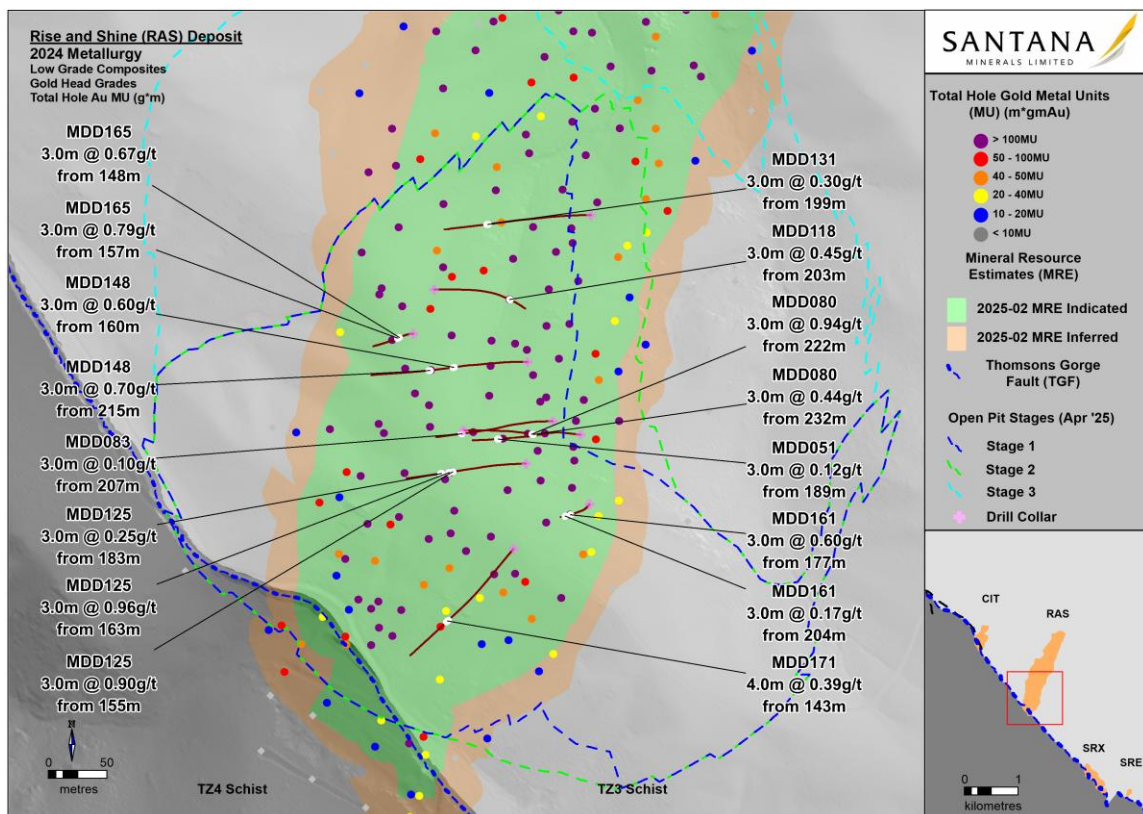 Rise and Shine (RAS) Deposit
2024 Metallurgy
Low Grade Composites
Gold Head Grades
Total Hole Au MU (g*m)
MDD165
3.0m @ 0.67g/t
from 148m
MDD165
3.0m @ 0.79g/t
from 157m
MDD148
3.0m @ 0.60g/t
from 160m
MDD148
3.0m @ 0.70g/t
from 215m
MDD083
3.0m @ 0.10g/t
from 207m
MDD125
3.0m @ 0.25g/t
from 183m
MDD125
3.0m @ 0.96g/t
from 163m
MDD125
3.0m @ 0.90g/t
from 155m
MDD131
3.0m @ 0.30g/t
from 199m
MDD118
3.0m @ 0.45g/t
from 203m
MDD080
3.0m @ 0.94g/t
from 222m
MDD080
3.0m @ 0.44g/t
from 232m
MDD051
3.0m @ 0.12g/t
from 189m
MDD161
3.0m @ 0.60g/t
from 177m
MDD161
3.0m @ 0.17g/t
from 204m
MDD171
4.0m @ 0.39g/t
from 143m
N
0 50
metres
TZ4 Schist
TZ3 Schist
SANTANA
MINERALS LIMITED
Total Hole Gold Metal Units
(MU) (m*gmAu)
> 100MU
50 - 100MU
40 - 50MU
20 - 40MU
10 - 20MU
< 10MU
Mineral Resource
Estimates (MRE)
2025-02 MRE Indicated
2025-02 MRE Inferred
Thomsons Gorge
Fault (TGF)
Open Pit Stages (Apr '25)
Stage 1
Stage 2
Stage 3
Drill Collar
CIT
RAS
SRX
SRE
0 1
kilometres